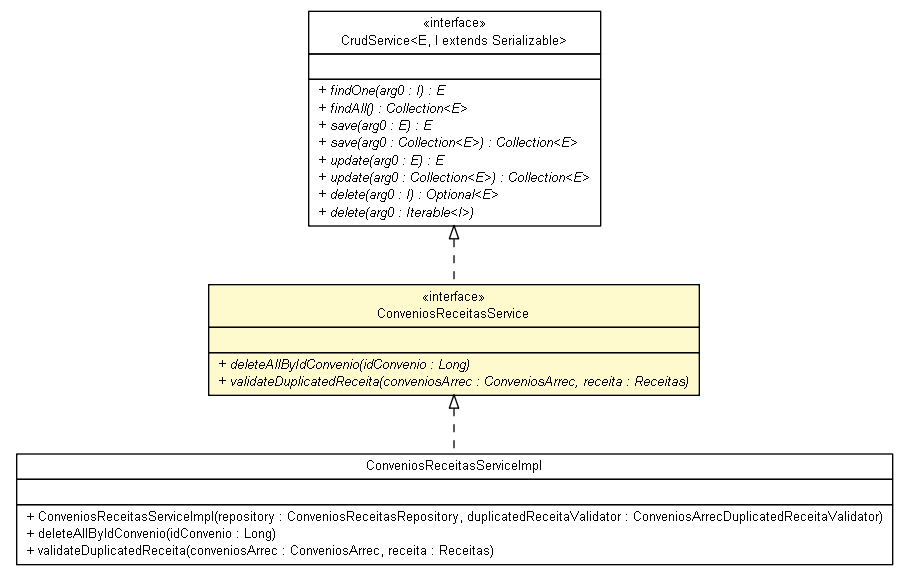 «interface»
CrudService<E, I extends Serializable>
+ findOne(arg0 : I) : E
+ findAll() : Collection<E>
+ save(arg0 : E) : E
+ save(arg0 : Collection<E>) : Collection<E>
+ update(arg0 : E) : E
+ update(arg0 : Collection<E>) : Collection<E>
+ delete(arg0 : I) : Optional<E>
+ delete(arg0 : Iterable<I>)
«interface»
ConveniosReceitasService
+ deleteAllByIdConvenio(idConvenio : Long)
+ validateDuplicatedReceita(conveniosArrec : ConveniosArrec, receita : Receitas)
ConveniosReceitasServiceImpl
+ ConveniosReceitasServiceImpl(repository : ConveniosReceitasRepository, duplicatedReceitaValidator : ConveniosArrecDuplicatedReceitaValidator)
+ deleteAllByIdConvenio(idConvenio : Long)
+ validateDuplicatedReceita(conveniosArrec : ConveniosArrec, receita : Receitas)